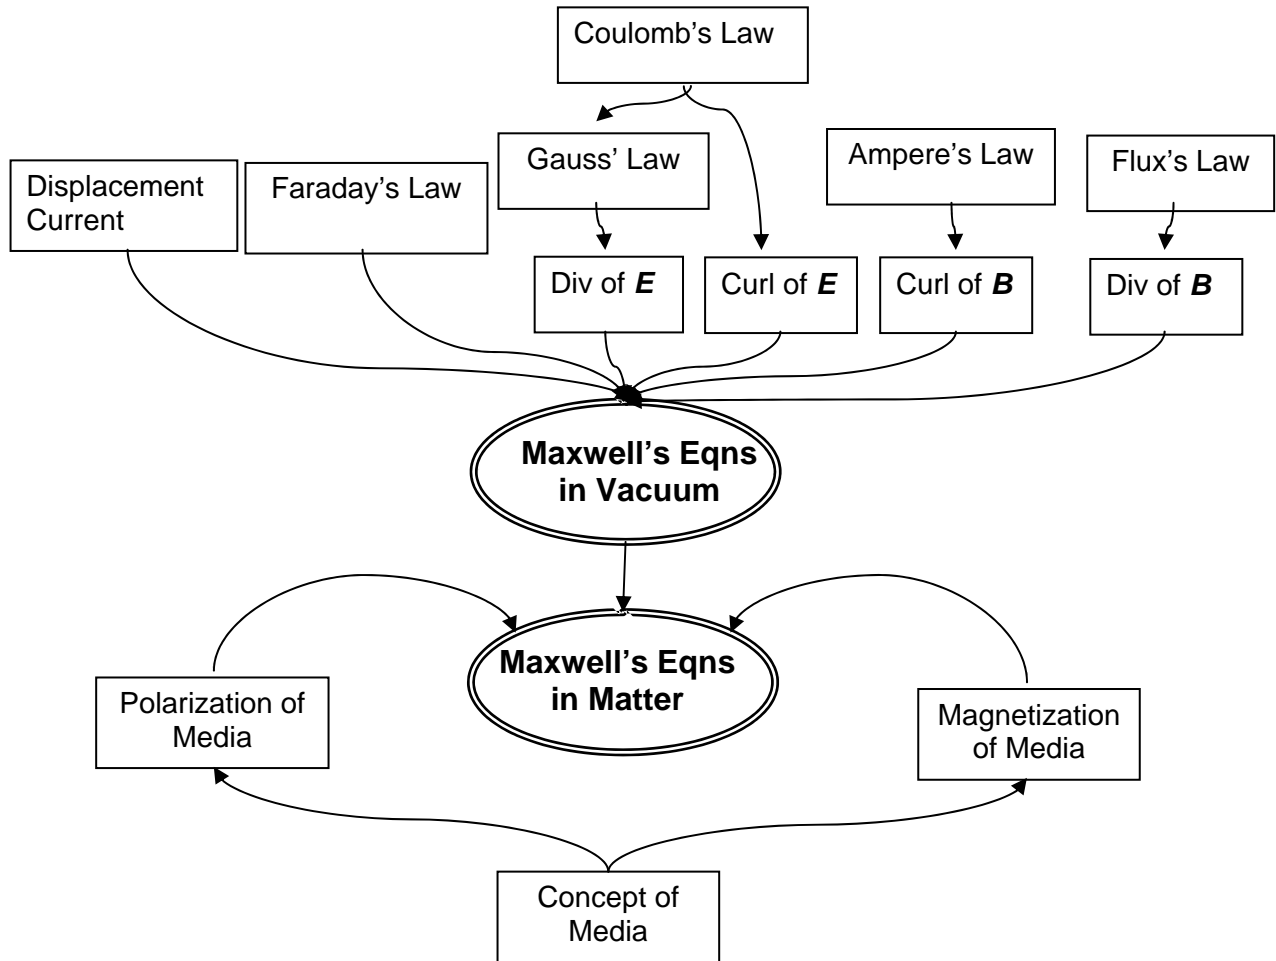 Coulomb’s Law
Gauss’ Law
Ampere’s Law
Flux’s Law
Displacement
Current
Faraday’s Law
Div of E
Curl of E
Curl of B
Div of B
Maxwell’s Eqns
in Vacuum
Maxwell’s Eqns
in Matter
Polarization of
Media
Magnetization
of Media
Concept of
Media